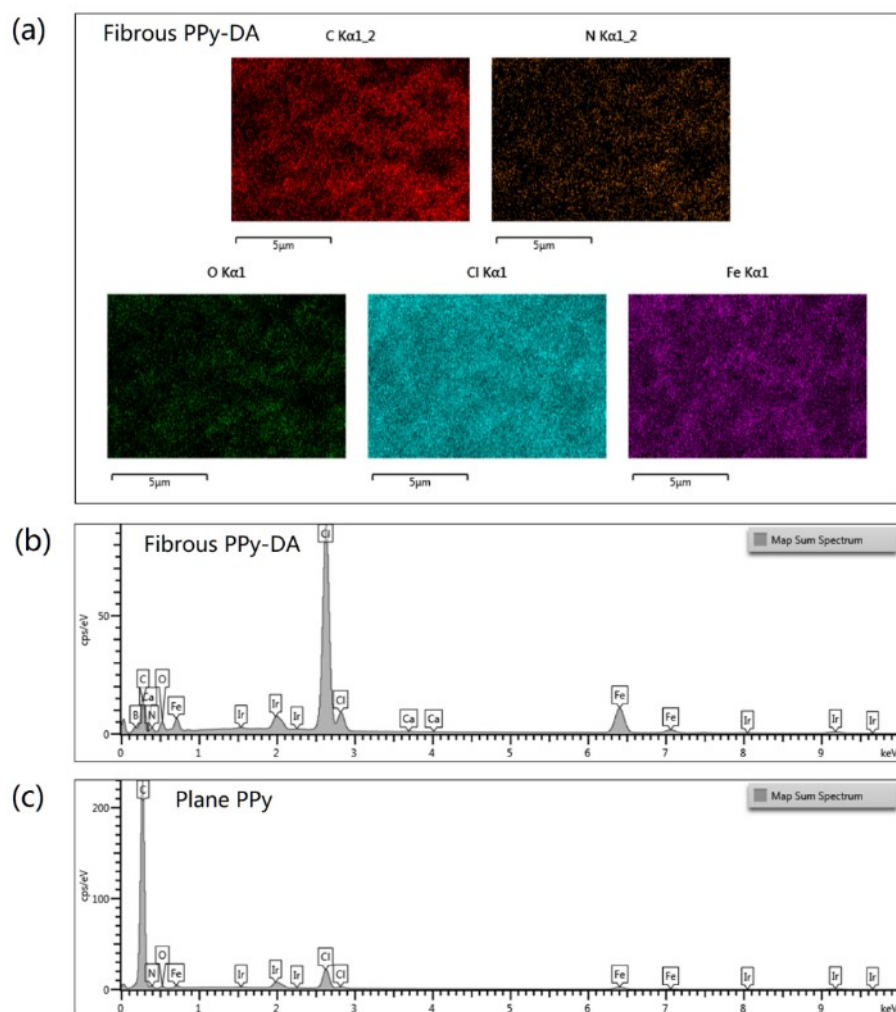 (a)
Fibrous PPy-DA
C Kα1_2
N Kα1_2
5μm
5μm
O Kα1
Cl Kα1
Fe Kα1
5μm
5μm
5μm
(b)
Fibrous PPy-DA
Map Sum Spectrum
cps/eV
50
0
B
C
Ca
N
O
Fe
Ir
Ir
Ir
Cl
Cl
Ca
Ca
Fe
Fe
Ir
Ir
Ir
0 1 2 3 4 5 6 7 8 9 keV
(c)
Plane PPy
Map Sum Spectrum
cps/eV
200
100
0
C
N
O
Fe
Ir
Ir
Ir
Cl
Cl
Fe
Fe
Ir
Ir
Ir
0 1 2 3 4 5 6 7 8 9 keV